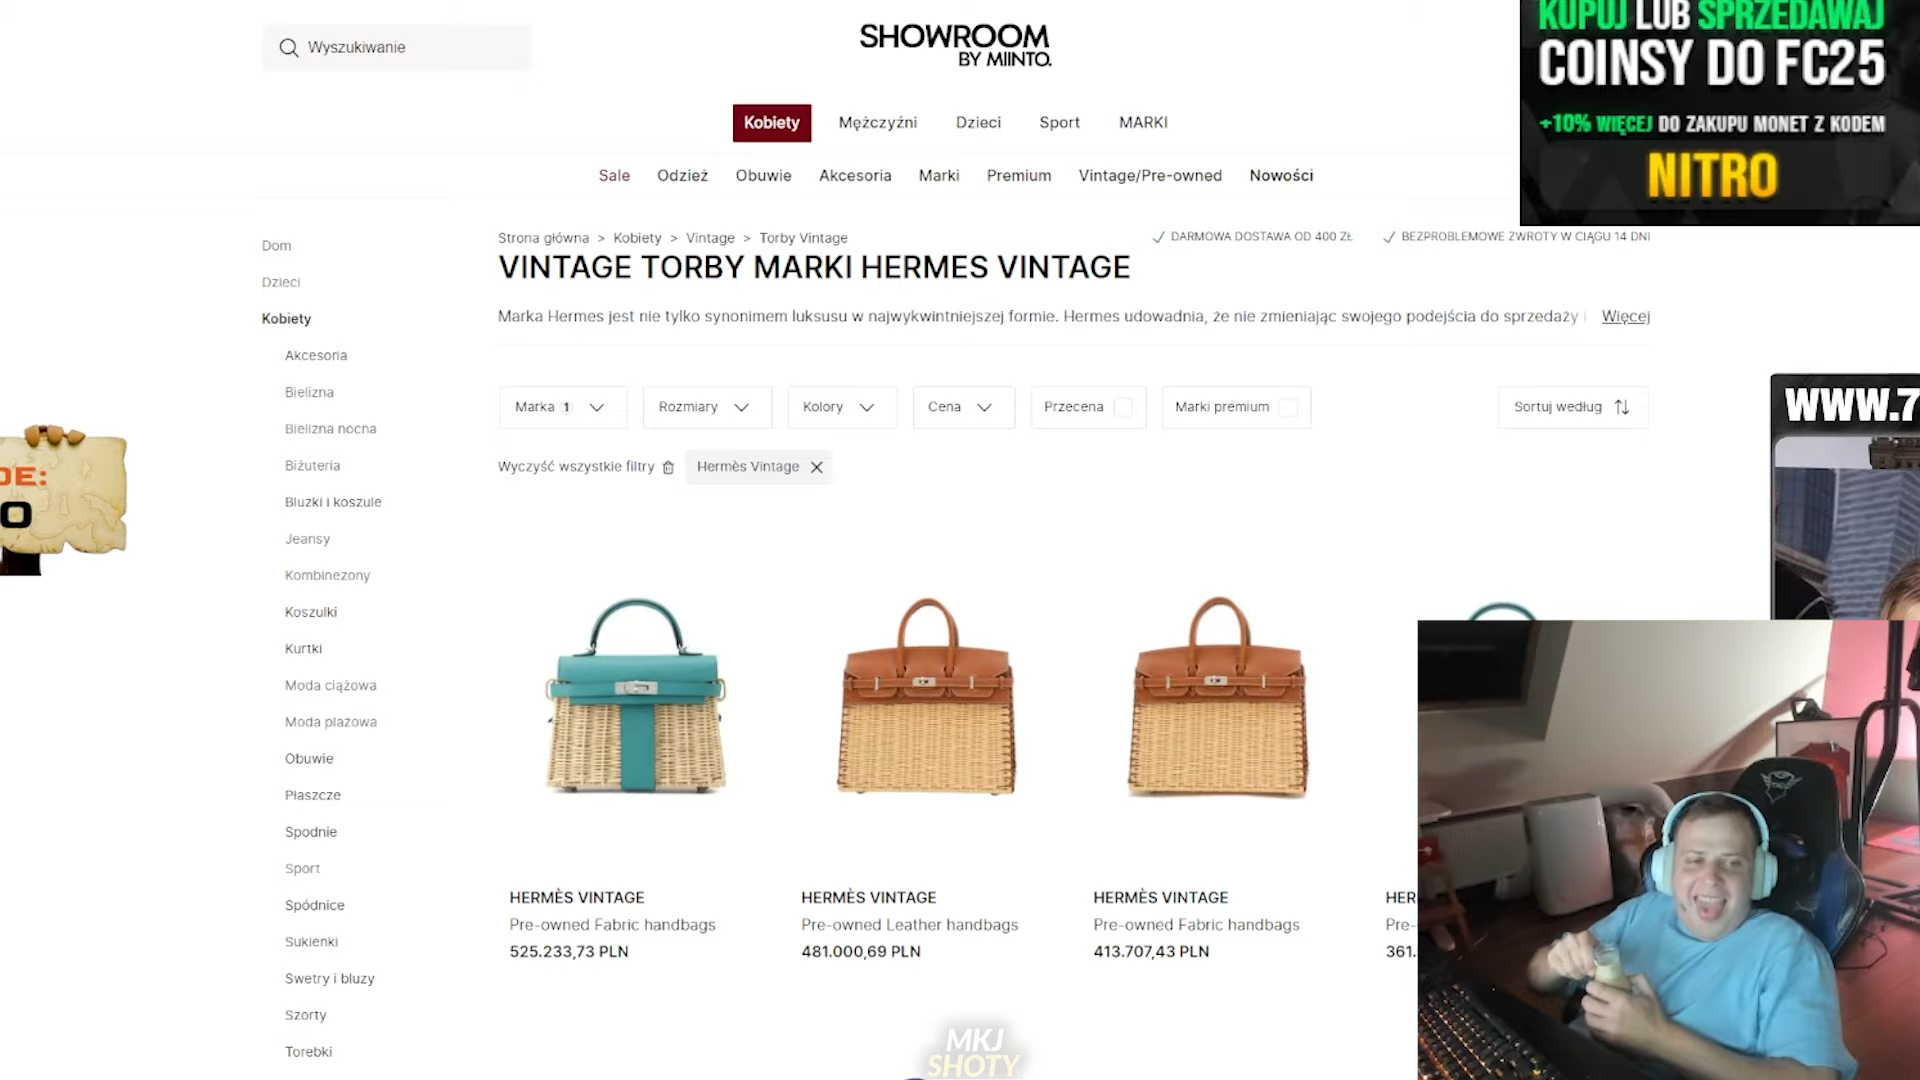 Wyszukiwanie
SHOWROOM
BY MIINTO.
Kobiety
Mężczyźni
Dzieci
Sport
MARKI
Sale
Odzież
Obuwie
Akcesoria
Marki
Premium
Vintage/Pre-owned
Nowości
KUPUJ LUB SPRZEDAWAJ
COINSY DO FC25
+10% WIĘCEJ DO ZAKUPU MONET Z KODEM
NITRO
Strona główna > Kobiety > Vintage > Torby Vintage
DARMOWA DOSTAWA OD 400 ZŁ
BEZPROBLEMOWE ZWROTY W CIĄGU 14 DNI
VINTAGE TORBY MARKI HERMES VINTAGE
Marka Hermes jest nie tylko synonimem luksusu w najwykwintniejszej formie. Hermes udowadnia, że nie zmieniając swojego podejścia do sprzedaży i
Więcej
Dom
Dzieci
Kobiety
Akcesoria
Bielizna
Bielizna nocna
Biżuteria
Bluzki i koszule
Jeansy
Kombinezony
Koszulki
Kurtki
Moda ciążowa
Moda plażowa
Obuwie
Płaszcze
Spodnie
Sport
Spódnice
Sukienki
Swetry i bluzy
Szorty
Torebki
Marka 1
Rozmiary
Kolory
Cena
Przecena
Marki premium
Sortuj według
Wyczyść wszystkie filtry
Hermès Vintage
DE:
O
WWW.7
HERMÈS VINTAGE
Pre-owned Fabric handbags
525.233,73 PLN
HERMÈS VINTAGE
Pre-owned Leather handbags
481.000,69 PLN
HERMÈS VINTAGE
Pre-owned Fabric handbags
413.707,43 PLN
HER
Pre-
361.
MKJ
SHOTY